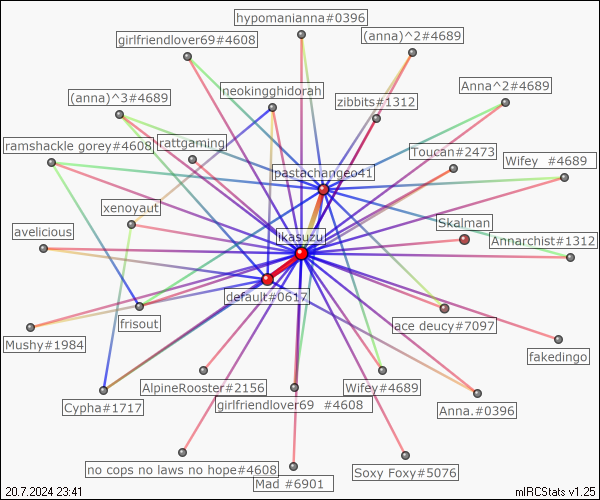 hypomanianna#0396
girlfriendlover69#4608
(anna)^2#4689
neokingghidorah
Anna^2#4689
(anna)^3#4689
zibbits#1312
ramshackle gorey#4608
rattgaming
Toucan#2473
Wifey #4689
pastachangeo41
xenoyaut
Skalman
avelicious
ikasuzu
Annarchist#1312
default#0617
frisout
ace deucy#7097
Mushy#1984
fakedingo
AlpineRooster#2156
Wifey#4689
Cypha#1717
girlfriendlover69 #4608
Anna.#0396
no cops no laws no hope#4608
Mad #6901
Soxy Foxy#5076
20.7.2024 23:41
mIRCStats v1.25